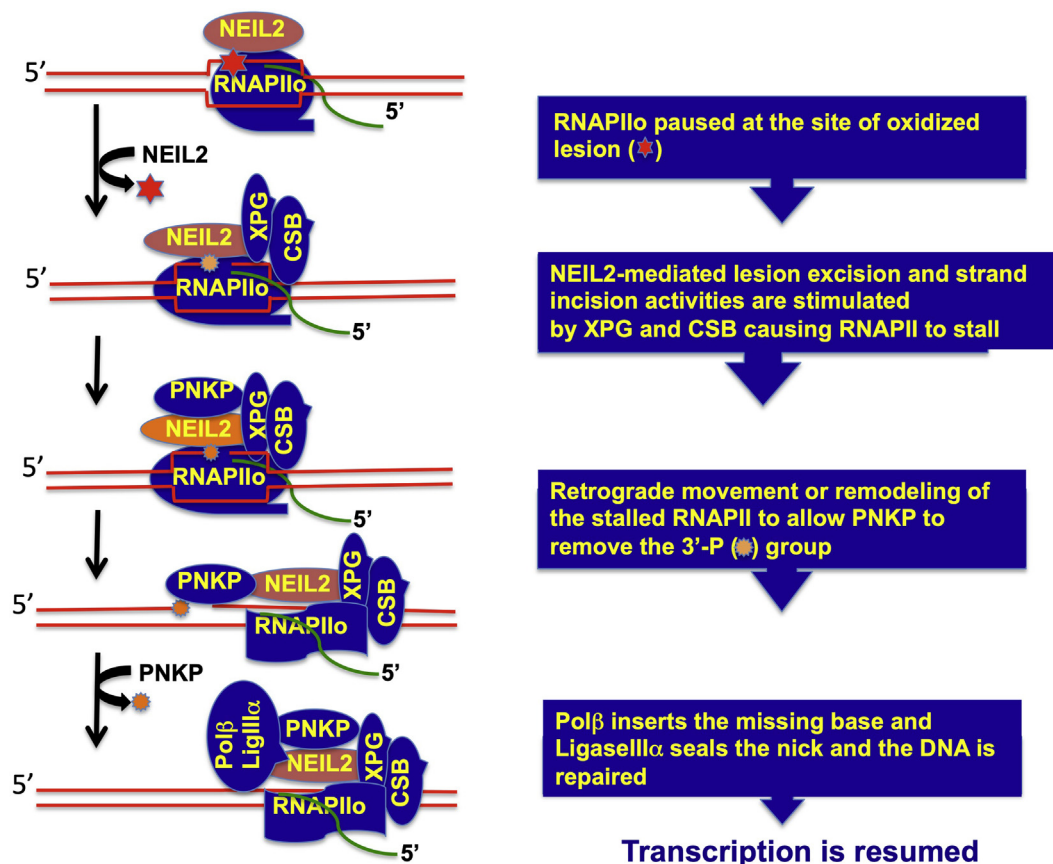 NEIL2
5’
RNAPIIo
5’
NEIL2
XPG
CSB
NEIL2
5’
RNAPIIo
5’
PNKP
XPG
CSB
NEIL2
5’
RNAPIIo
5’
XPG
PNKP
NEIL2
CSB
5’
RNAPIIo
5’
PNKP
Polβ
LigIIIα
PNKP
XPG
NEIL2
CSB
5’
RNAPIIo
5’
RNAPIIo paused at the site of oxidized
lesion ( )
NEIL2-mediated lesion excision and strand
incision activities are stimulated
by XPG and CSB causing RNAPII to stall
Retrograde movement or remodeling of
the stalled RNAPII to allow PNKP to
remove the 3’-P ( ) group
Polβ inserts the missing base and
LigaseIIIα seals the nick and the DNA is
repaired
Transcription is resumed